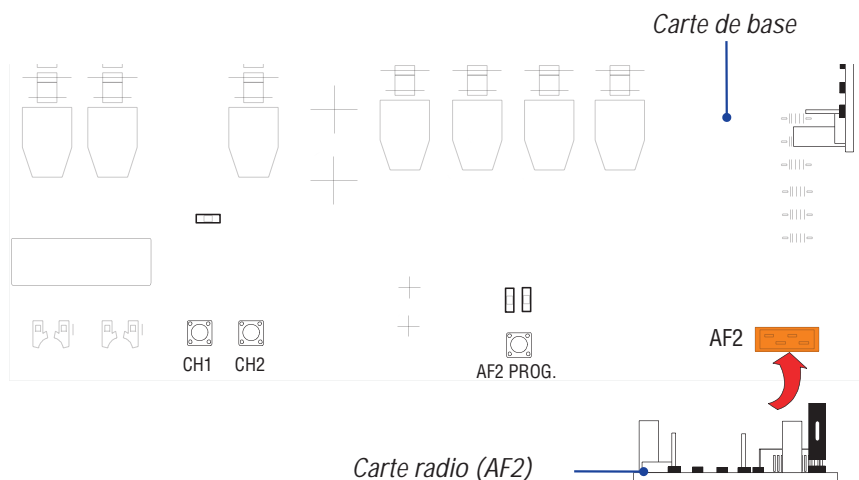 Carte de base
AF2
CH1 CH2
AF2 PROG.
Carte radio (AF2)